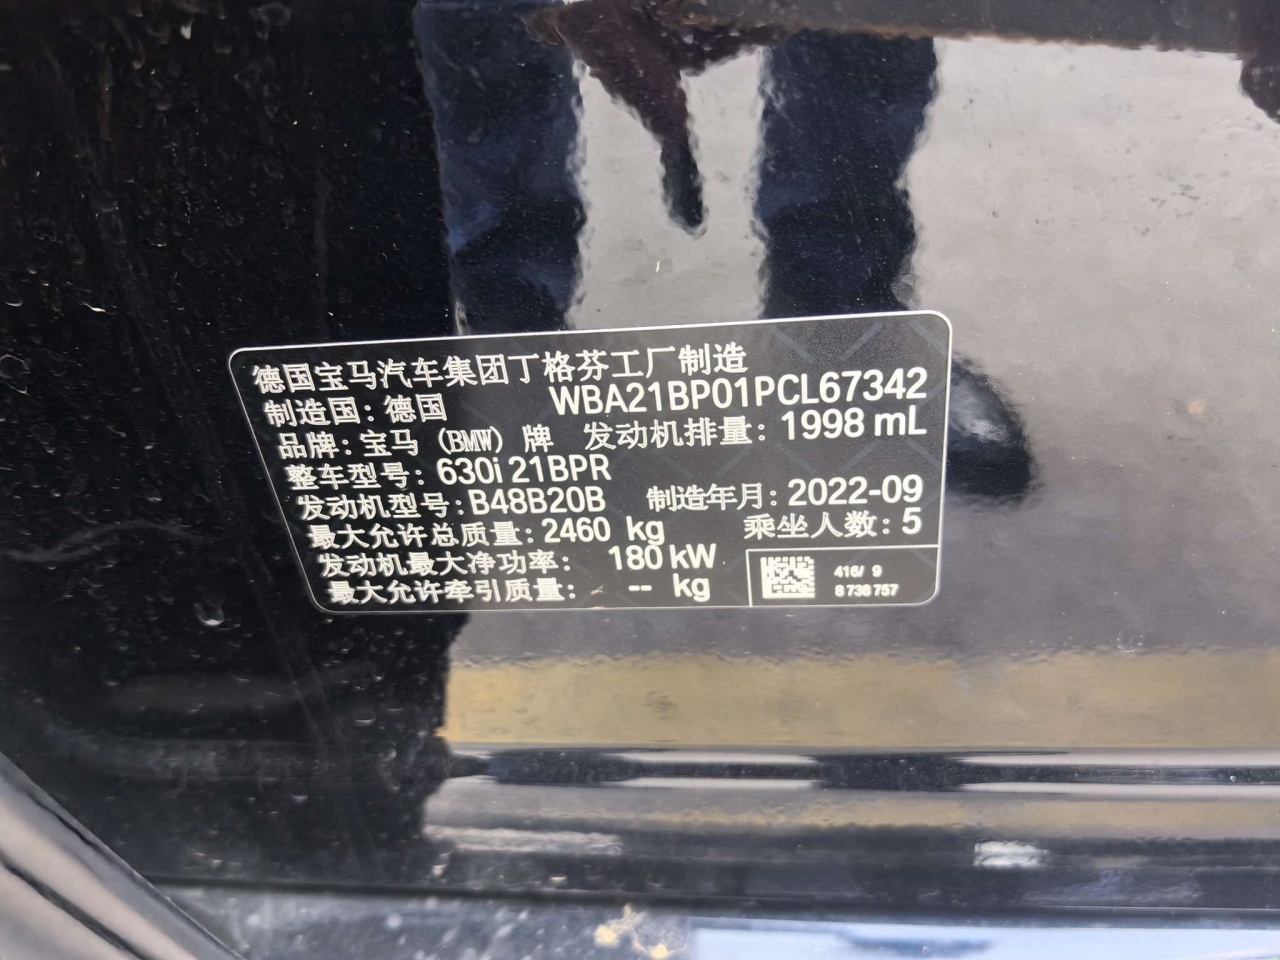 德国宝马汽车集团丁格芬工厂制造
制造国：德国 WBA21BP01PCL67342
品牌：宝马（BMW）牌 发动机排量：1998 mL
整车型号：630i 21BPR
发动机型号：B48B20B 制造年月：2022-09
最大允许总质量：2460 kg 乘坐人数：5
发动机最大净功率： 180 kW
最大允许牵引质量： -- kg
416/ 9
8 738 757